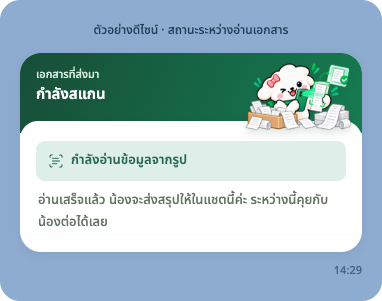 ตัวอย่างดีไซน์ · สถานะระหว่างอ่านเอกสาร
เอกสารที่ส่งมา
กำลังสแกน
กำลังอ่านข้อมูลจากรูป
อ่านเสร็จแล้ว น้องจะส่งสรุปให้ในแชตนี้ค่ะ ระหว่างนี้คุยกับ
น้องต่อได้เลย
14:29